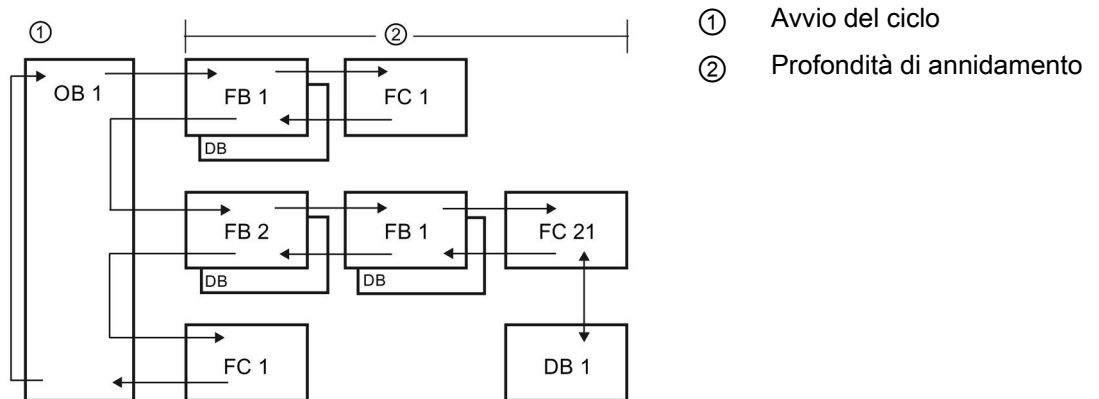 ① Avvio del ciclo
② Profondità di annidamento
①
②
OB 1
FB 1
FC 1
DB
FB 2
FB 1
FC 21
DB
DB
FC 1
DB 1